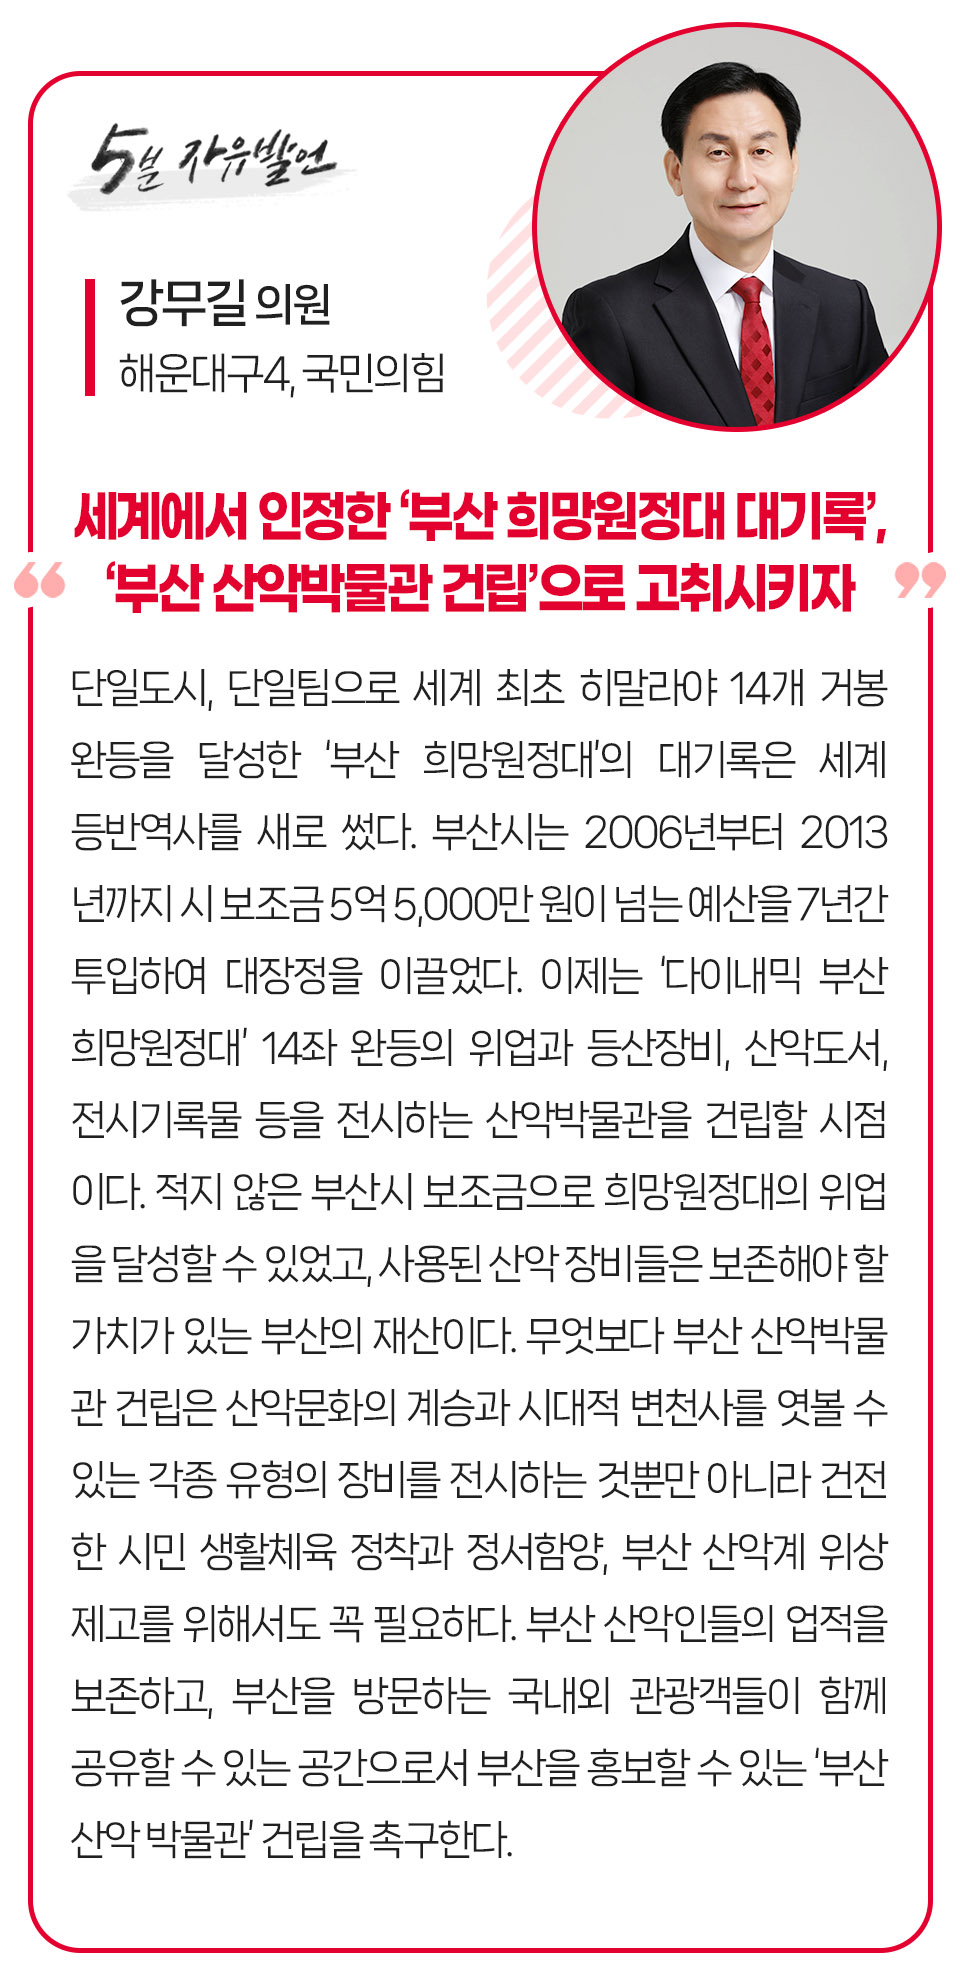 5분 자유발언
강무길 의원
해운대구4, 국민의힘
세계에서 인정한 ‘부산 희망원정대 대기록’,
“ ‘부산 산악박물관 건립’으로 고취시키자 ”
단일도시, 단일팀으로 세계 최초 히말라야 14개 거봉
완등을 달성한 ‘부산 희망원정대’의 대기록은 세계
등반역사를 새로 썼다. 부산시는 2006년부터 2013
년까지 시 보조금 5억 5,000만 원이 넘는 예산을 7년간
투입하여 대장정을 이끌었다. 이제는 ‘다이내믹 부산
희망원정대’ 14좌 완등의 위업과 등산장비, 산악도서,
전시기록물 등을 전시하는 산악박물관을 건립할 시점
이다. 적지 않은 부산시 보조금으로 희망원정대의 위업
을 달성할 수 있었고, 사용된 산악 장비들은 보존해야 할
가치가 있는 부산의 재산이다. 무엇보다 부산 산악박물
관 건립은 산악문화의 계승과 시대적 변천사를 엿볼 수
있는 각종 유형의 장비를 전시하는 것뿐만 아니라 건전
한 시민 생활체육 정착과 정서함양, 부산 산악계 위상
제고를 위해서도 꼭 필요하다. 부산 산악인들의 업적을
보존하고, 부산을 방문하는 국내외 관광객들이 함께
공유할 수 있는 공간으로서 부산을 홍보할 수 있는 ‘부산
산악 박물관’ 건립을 촉구한다.